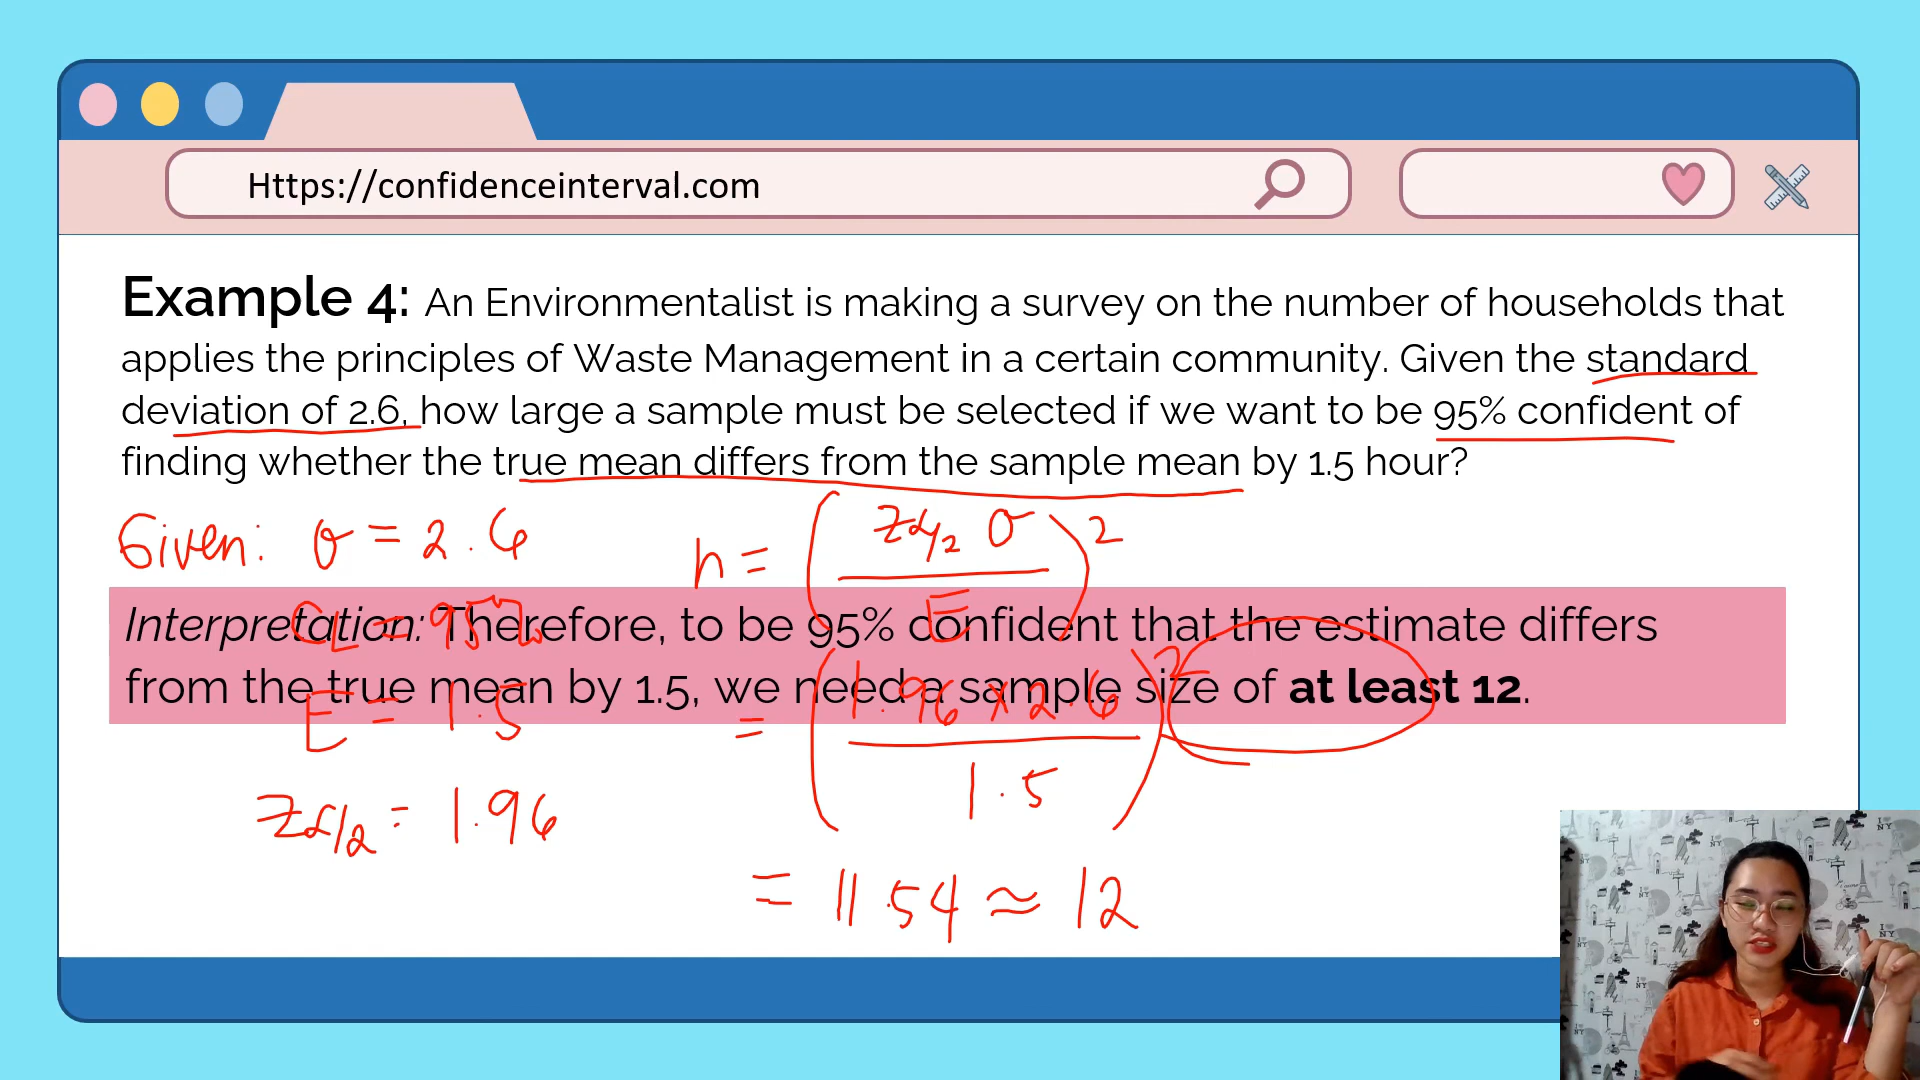 Https://confidenceinterval.com
Example 4: An Environmentalist is making a survey on the number of households that
applies the principles of Waste Management in a certain community. Given the standard
deviation of 2.6, how large a sample must be selected if we want to be 95% confident of
finding whether the true mean differs from the sample mean by 1.5 hour?
Given: σ = 2.6
n = (Zα/2 σ / E)²
Interpretation: Therefore, to be 95% confident that the estimate differs
from the true mean by 1.5, we need a sample size of at least 12.
CL = 95%
E = 1.5
= (1.96 × 2.6 / 1.5)²
Zα/2 = 1.96
= 11.54 ≈ 12